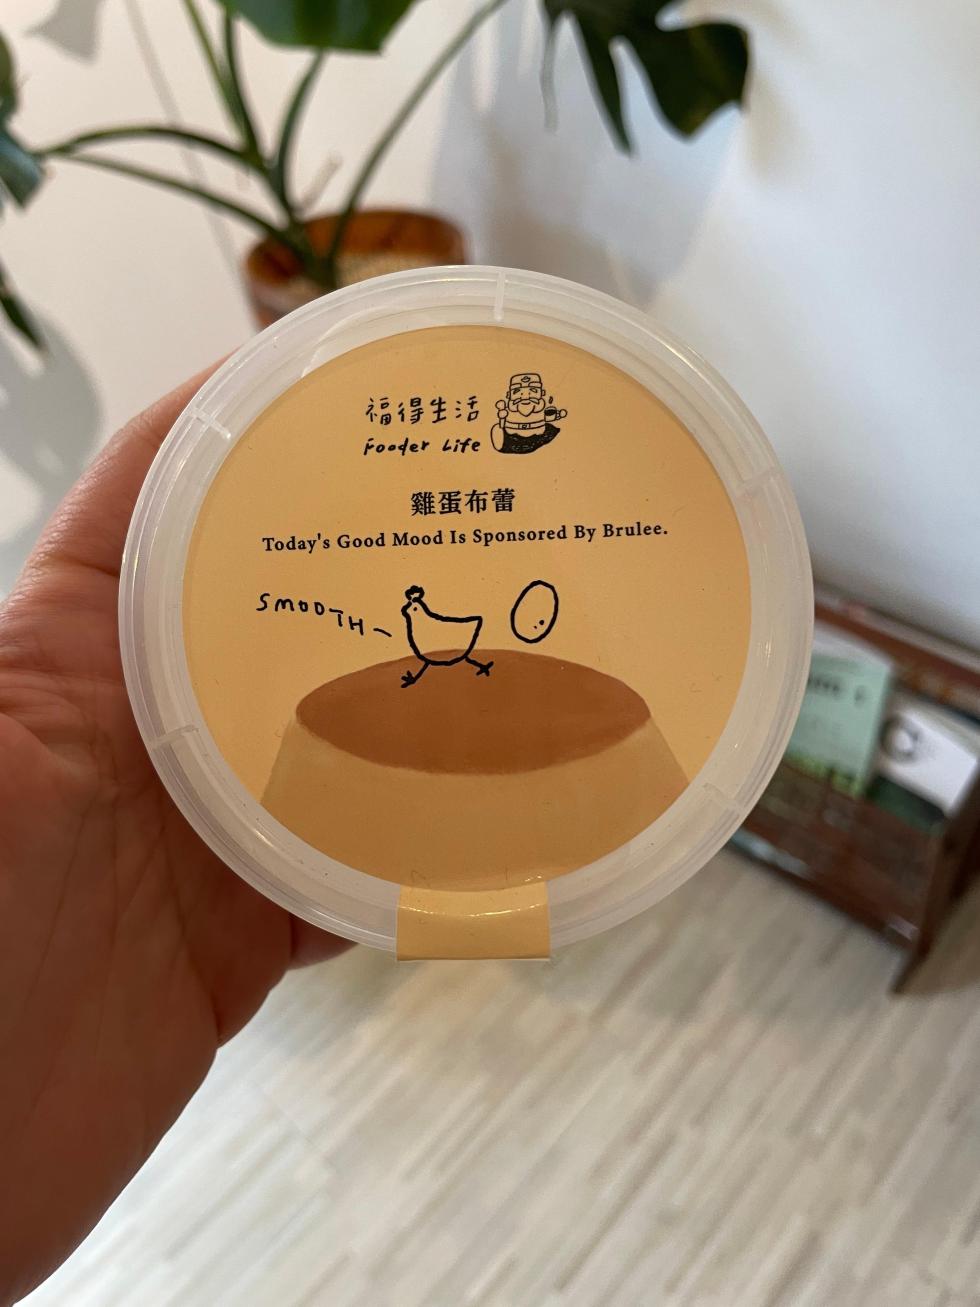 福得生活
Fooder Life
雞蛋布蕾
Today's Good Mood Is Sponsored By Brulee.
SMOOTH